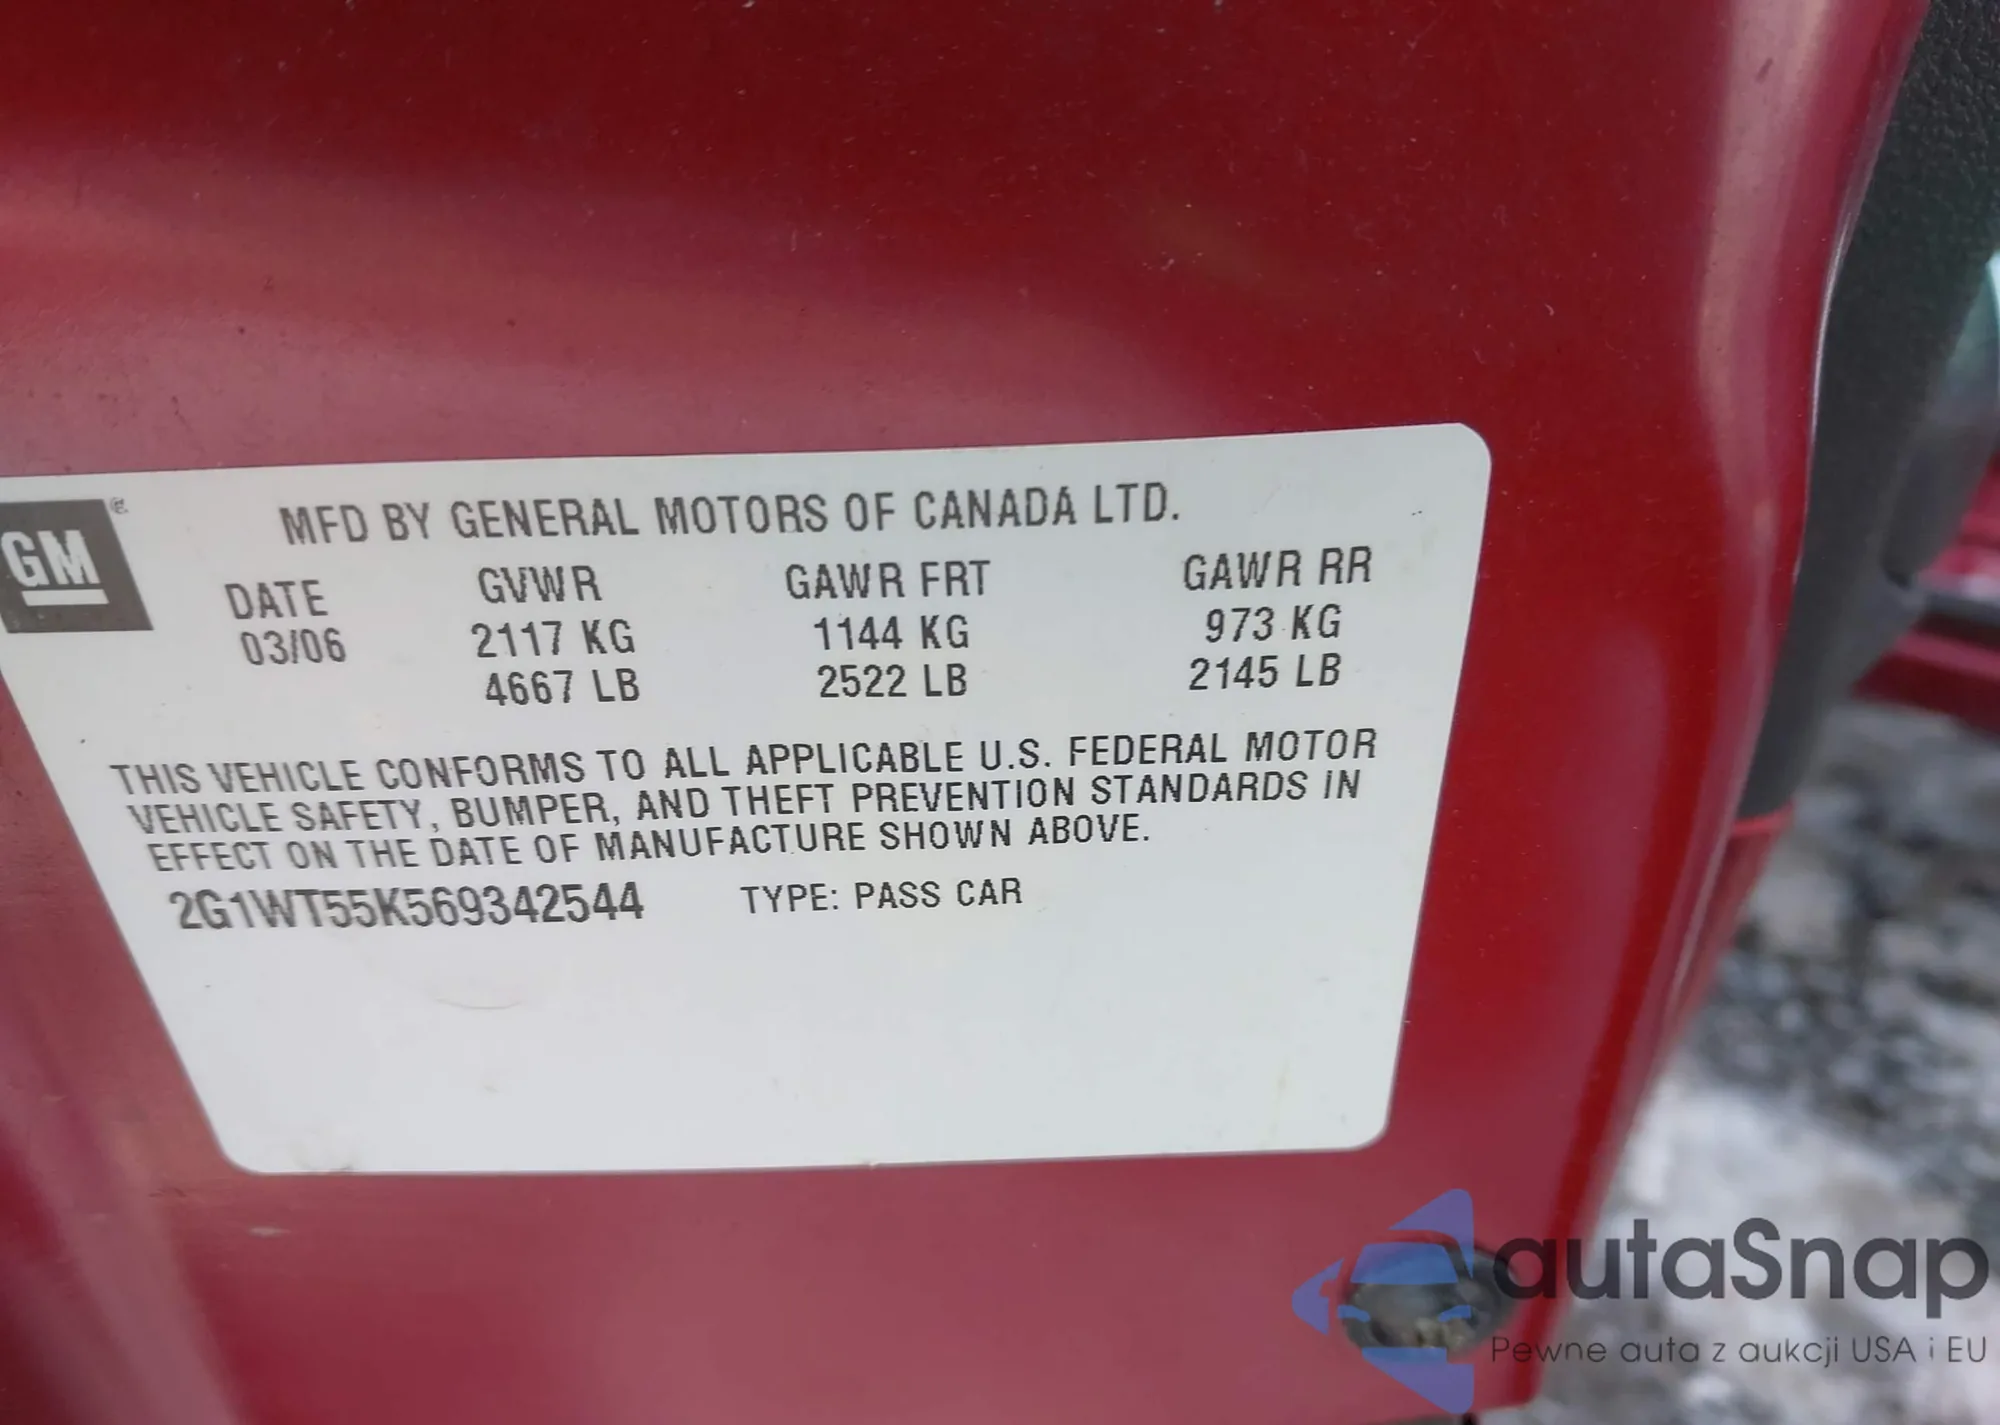 GM
MFD BY GENERAL MOTORS OF CANADA LTD.
DATE GVWR GAWR FRT GAWR RR
03/06 2117 KG 1144 KG 973 KG
4667 LB 2522 LB 2145 LB
THIS VEHICLE CONFORMS TO ALL APPLICABLE U.S. FEDERAL MOTOR
VEHICLE SAFETY, BUMPER, AND THEFT PREVENTION STANDARDS IN
EFFECT ON THE DATE OF MANUFACTURE SHOWN ABOVE.
2G1WT55K569342544 TYPE: PASS CAR
autaSnap
Pewne auta z aukcji USA i EU